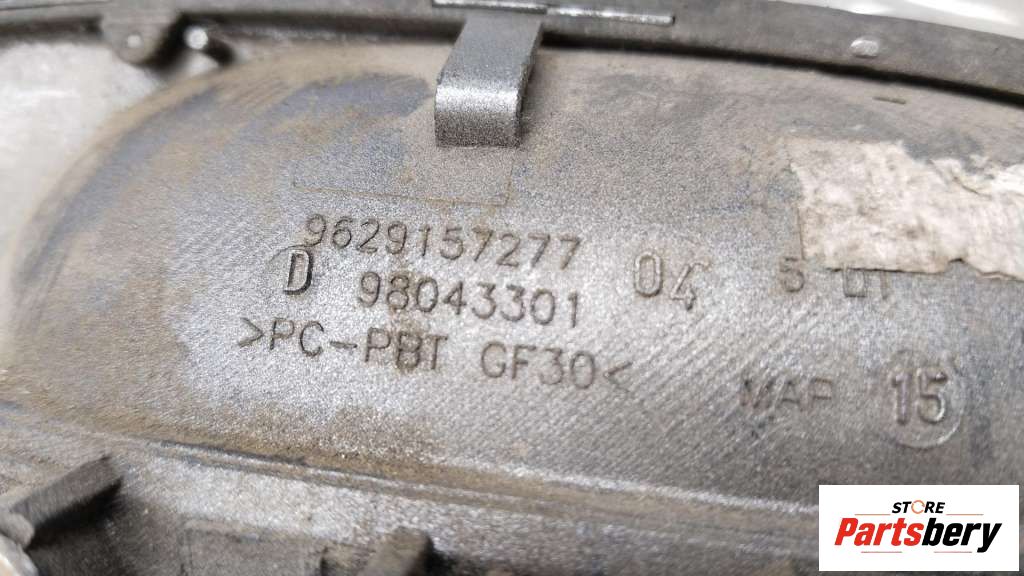 9629157277
D 98043301 04
>PC-PBT GF30<
MAP 15
STORE
Partsbery